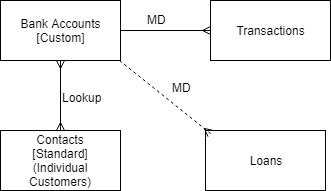 Bank Accounts
[Custom]
MD
Transactions
MD
Lookup
Contacts
[Standard]
(Individual
Customers)
Loans